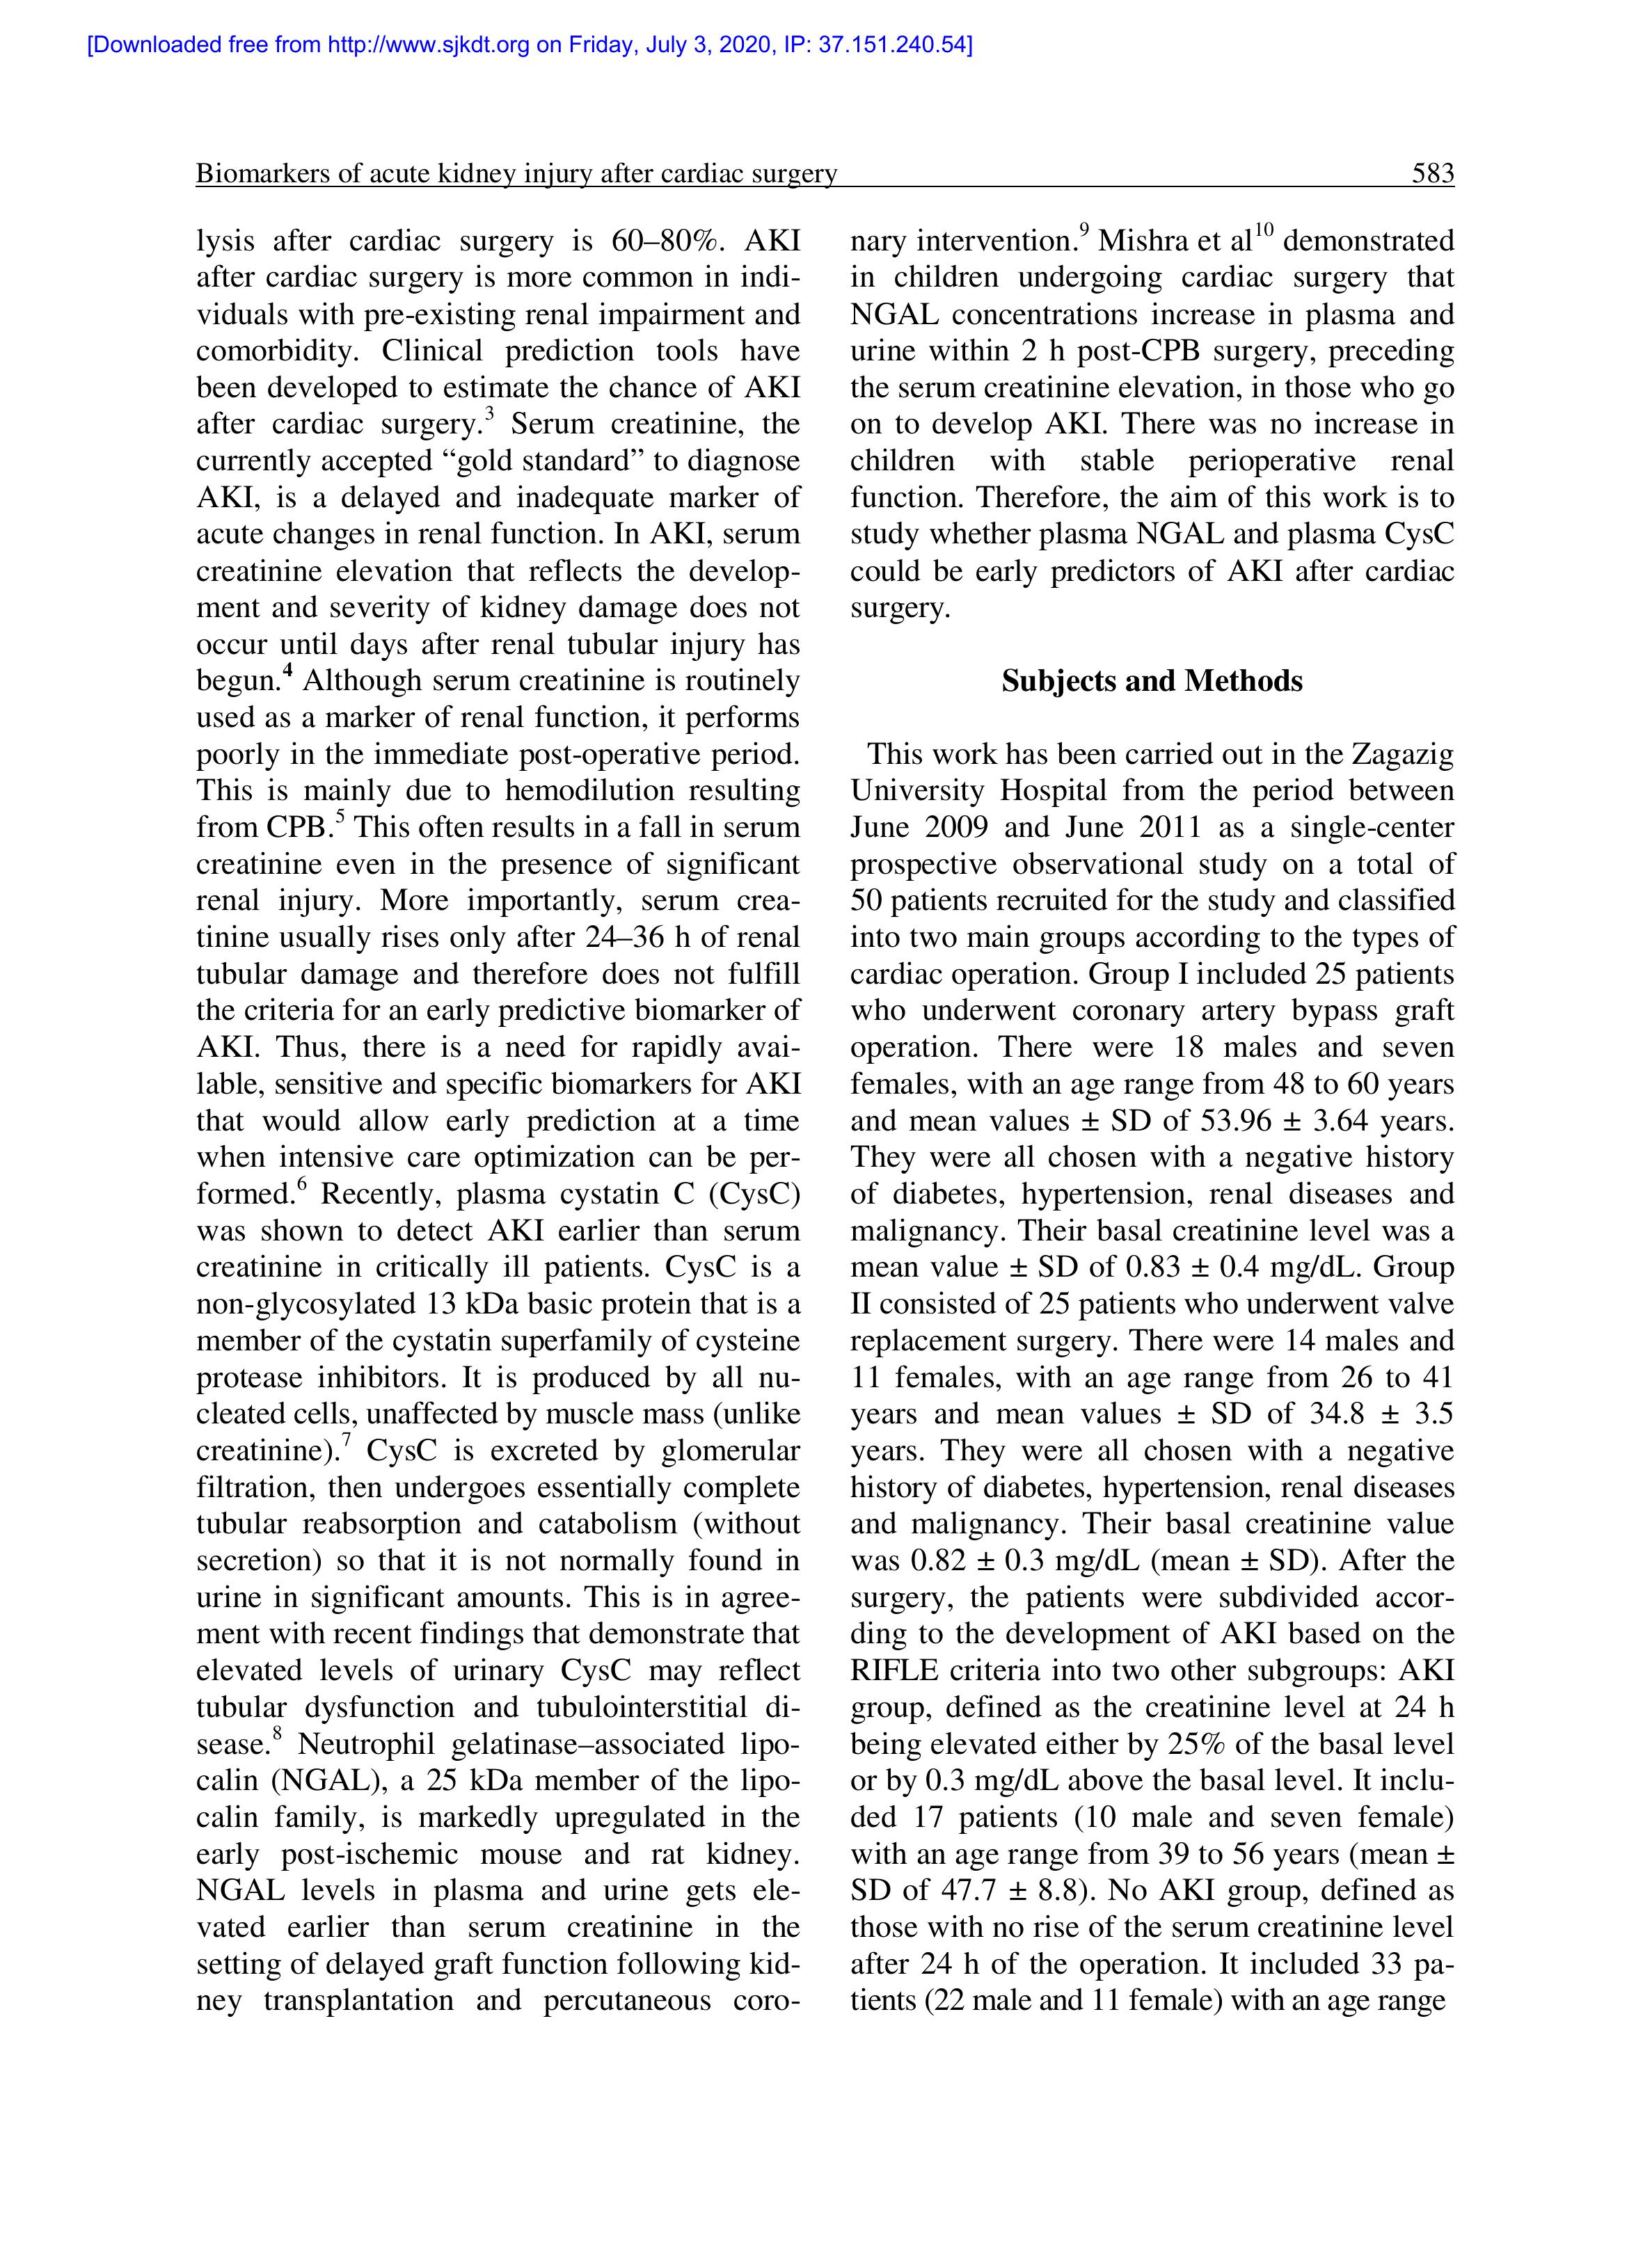 [Downloaded free from http://www.sjkdt.org on Friday, July 3, 2020, IP: 37.151.240.54]
Biomarkers of acute kidney injury after cardiac surgery 583
lysis after cardiac surgery is 60–80%. AKI
after cardiac surgery is more common in indi-
viduals with pre-existing renal impairment and
comorbidity. Clinical prediction tools have
been developed to estimate the chance of AKI
after cardiac surgery.3 Serum creatinine, the
currently accepted “gold standard” to diagnose
AKI, is a delayed and inadequate marker of
acute changes in renal function. In AKI, serum
creatinine elevation that reflects the develop-
ment and severity of kidney damage does not
occur until days after renal tubular injury has
begun.4 Although serum creatinine is routinely
used as a marker of renal function, it performs
poorly in the immediate post-operative period.
This is mainly due to hemodilution resulting
from CPB.5 This often results in a fall in serum
creatinine even in the presence of significant
renal injury. More importantly, serum crea-
tinine usually rises only after 24–36 h of renal
tubular damage and therefore does not fulfill
the criteria for an early predictive biomarker of
AKI. Thus, there is a need for rapidly avai-
lable, sensitive and specific biomarkers for AKI
that would allow early prediction at a time
when intensive care optimization can be per-
formed.6 Recently, plasma cystatin C (CysC)
was shown to detect AKI earlier than serum
creatinine in critically ill patients. CysC is a
non-glycosylated 13 kDa basic protein that is a
member of the cystatin superfamily of cysteine
protease inhibitors. It is produced by all nu-
cleated cells, unaffected by muscle mass (unlike
creatinine).7 CysC is excreted by glomerular
filtration, then undergoes essentially complete
tubular reabsorption and catabolism (without
secretion) so that it is not normally found in
urine in significant amounts. This is in agree-
ment with recent findings that demonstrate that
elevated levels of urinary CysC may reflect
tubular dysfunction and tubulointerstitial di-
sease.8 Neutrophil gelatinase–associated lipo-
calin (NGAL), a 25 kDa member of the lipo-
calin family, is markedly upregulated in the
early post-ischemic mouse and rat kidney.
NGAL levels in plasma and urine gets ele-
vated earlier than serum creatinine in the
setting of delayed graft function following kid-
ney transplantation and percutaneous coro-
nary intervention.9 Mishra et al10 demonstrated
in children undergoing cardiac surgery that
NGAL concentrations increase in plasma and
urine within 2 h post-CPB surgery, preceding
the serum creatinine elevation, in those who go
on to develop AKI. There was no increase in
children with stable perioperative renal
function. Therefore, the aim of this work is to
study whether plasma NGAL and plasma CysC
could be early predictors of AKI after cardiac
surgery.
Subjects and Methods
This work has been carried out in the Zagazig
University Hospital from the period between
June 2009 and June 2011 as a single-center
prospective observational study on a total of
50 patients recruited for the study and classified
into two main groups according to the types of
cardiac operation. Group I included 25 patients
who underwent coronary artery bypass graft
operation. There were 18 males and seven
females, with an age range from 48 to 60 years
and mean values ± SD of 53.96 ± 3.64 years.
They were all chosen with a negative history
of diabetes, hypertension, renal diseases and
malignancy. Their basal creatinine level was a
mean value ± SD of 0.83 ± 0.4 mg/dL. Group
II consisted of 25 patients who underwent valve
replacement surgery. There were 14 males and
11 females, with an age range from 26 to 41
years and mean values ± SD of 34.8 ± 3.5
years. They were all chosen with a negative
history of diabetes, hypertension, renal diseases
and malignancy. Their basal creatinine value
was 0.82 ± 0.3 mg/dL (mean ± SD). After the
surgery, the patients were subdivided accor-
ding to the development of AKI based on the
RIFLE criteria into two other subgroups: AKI
group, defined as the creatinine level at 24 h
being elevated either by 25% of the basal level
or by 0.3 mg/dL above the basal level. It inclu-
ded 17 patients (10 male and seven female)
with an age range from 39 to 56 years (mean ±
SD of 47.7 ± 8.8). No AKI group, defined as
those with no rise of the serum creatinine level
after 24 h of the operation. It included 33 pa-
tients (22 male and 11 female) with an age range